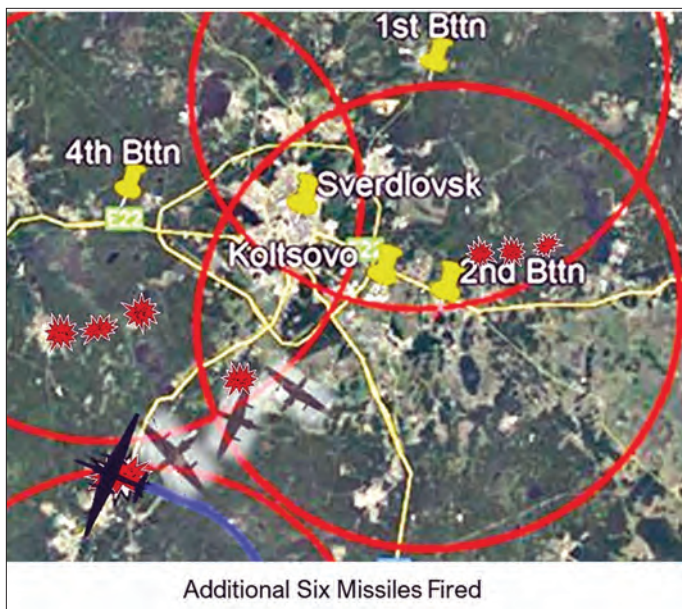 1st Bttn
4th Bttn
Sverdlovsk
E22
Koltsovo
2nd Bttn
Additional Six Missiles Fired